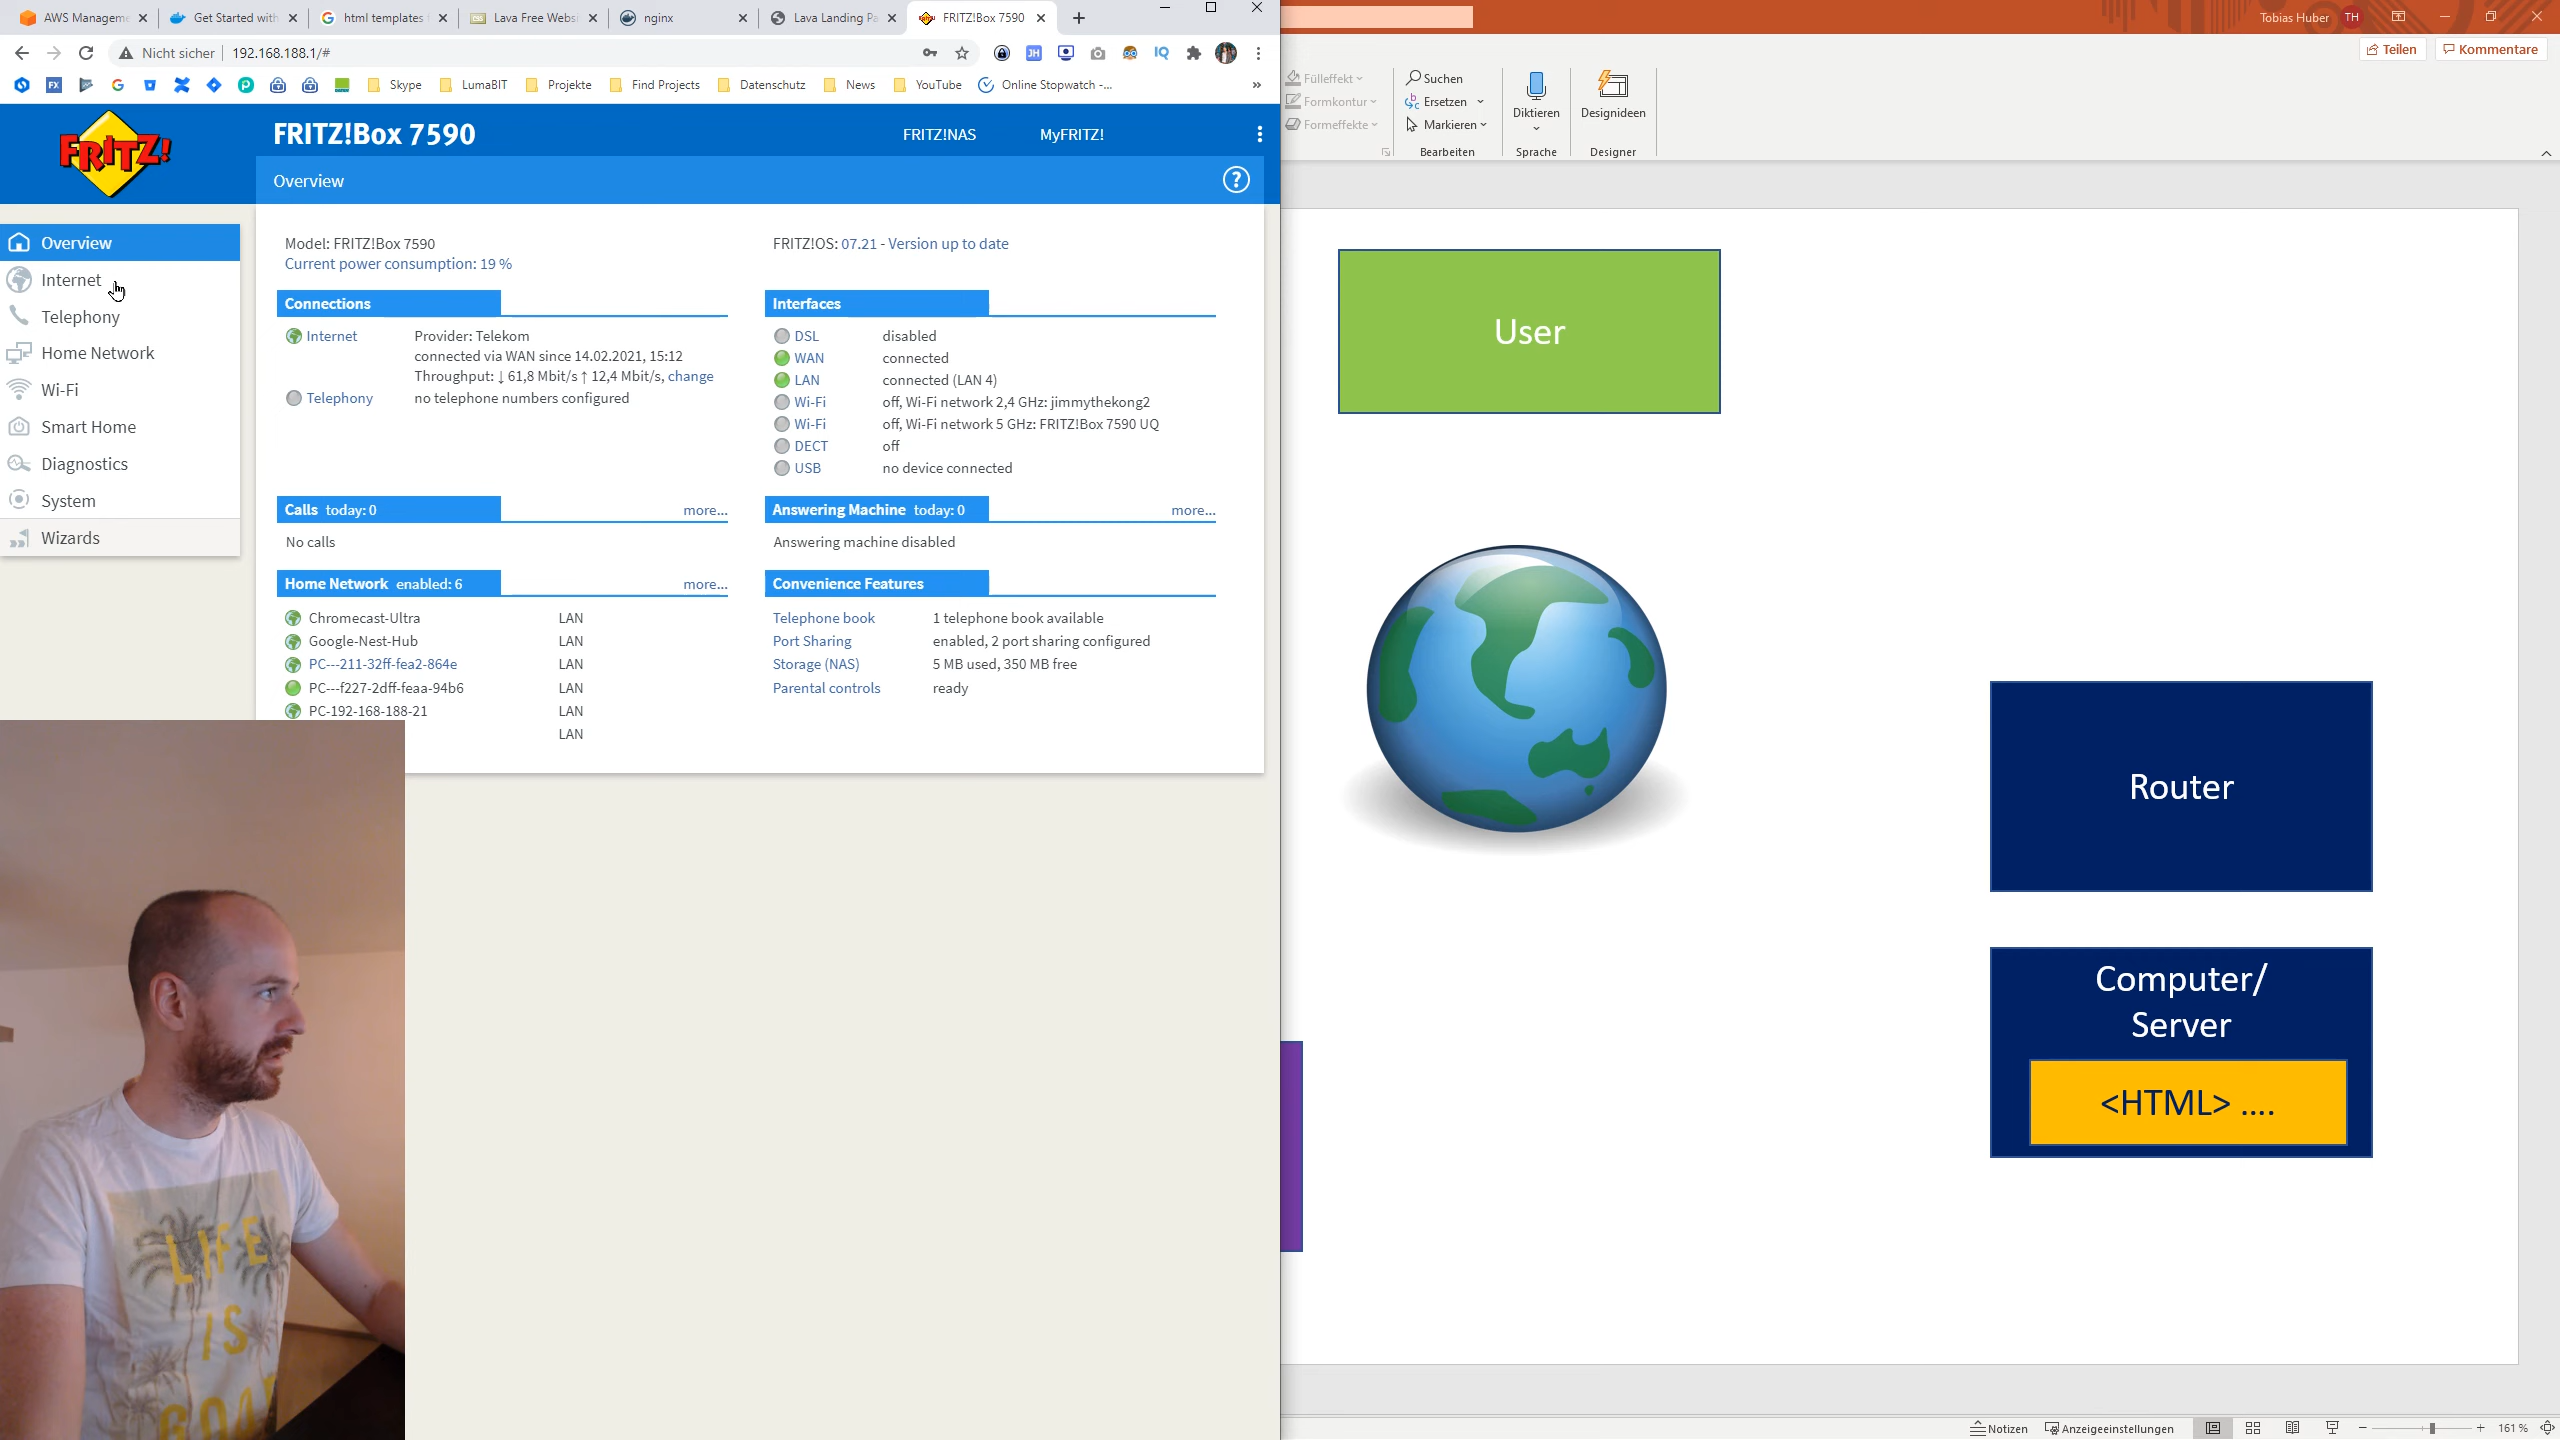 AWS Manageme
Get Started with
html templates
Lava Free Websi
nginx
Lava Landing Pa
FRITZ!Box 7590
Nicht sicher
192.168.188.1/#
Skype
LumaBIT
Projekte
Find Projects
Datenschutz
News
YouTube
Online Stopwatch -...
FRITZ!
FRITZ!Box 7590
FRITZ!NAS
MyFRITZ!
Overview
Overview
Internet
Telephony
Home Network
Wi-Fi
Smart Home
Diagnostics
System
Wizards
Model: FRITZ!Box 7590
Current power consumption: 19 %
FRITZ!OS: 07.21 - Version up to date
Connections
Internet Provider: Telekom
connected via WAN since 14.02.2021, 15:12
Throughput: ↓ 61,8 Mbit/s ↑ 12,4 Mbit/s, change
Telephony no telephone numbers configured
Interfaces
DSL disabled
WAN connected
LAN connected (LAN 4)
Wi-Fi off, Wi-Fi network 2,4 GHz: jimmythekong2
Wi-Fi off, Wi-Fi network 5 GHz: FRITZ!Box 7590 UQ
DECT off
USB no device connected
Calls today: 0 more...
No calls
Answering Machine today: 0 more...
Answering machine disabled
Home Network enabled: 6 more...
Chromecast-Ultra LAN
Google-Nest-Hub LAN
PC---211-32ff-fea2-864e LAN
PC---f227-2dff-feaa-94b6 LAN
PC-192-168-188-21 LAN
LAN
Convenience Features
Telephone book 1 telephone book available
Port Sharing enabled, 2 port sharing configured
Storage (NAS) 5 MB used, 350 MB free
Parental controls ready
LIFE
IS
Tobias Huber TH
Teilen
Kommentare
Fülleffekt
Formkontur
Formeffekte
Suchen
Ersetzen
Markieren
Bearbeiten
Diktieren
Sprache
Designideen
Designer
User
Router
Computer/
Server
<HTML> ....
Notizen
Anzeigeeinstellungen
161 %